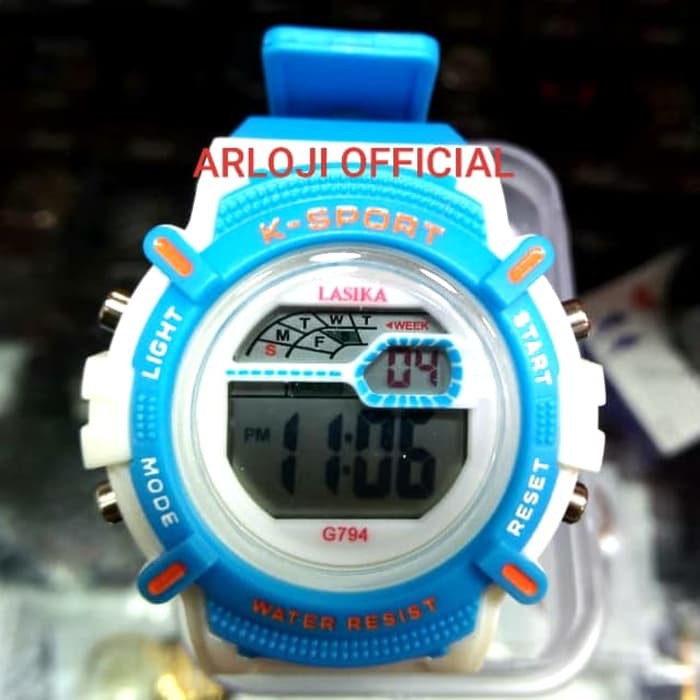 ARLOJI OFFICIAL
K-SPORT
LASIKA
S M T W T F
◄WEEK
04
PM 11:06
LIGHT
START
MODE
RESET
G794
WATER RESIST